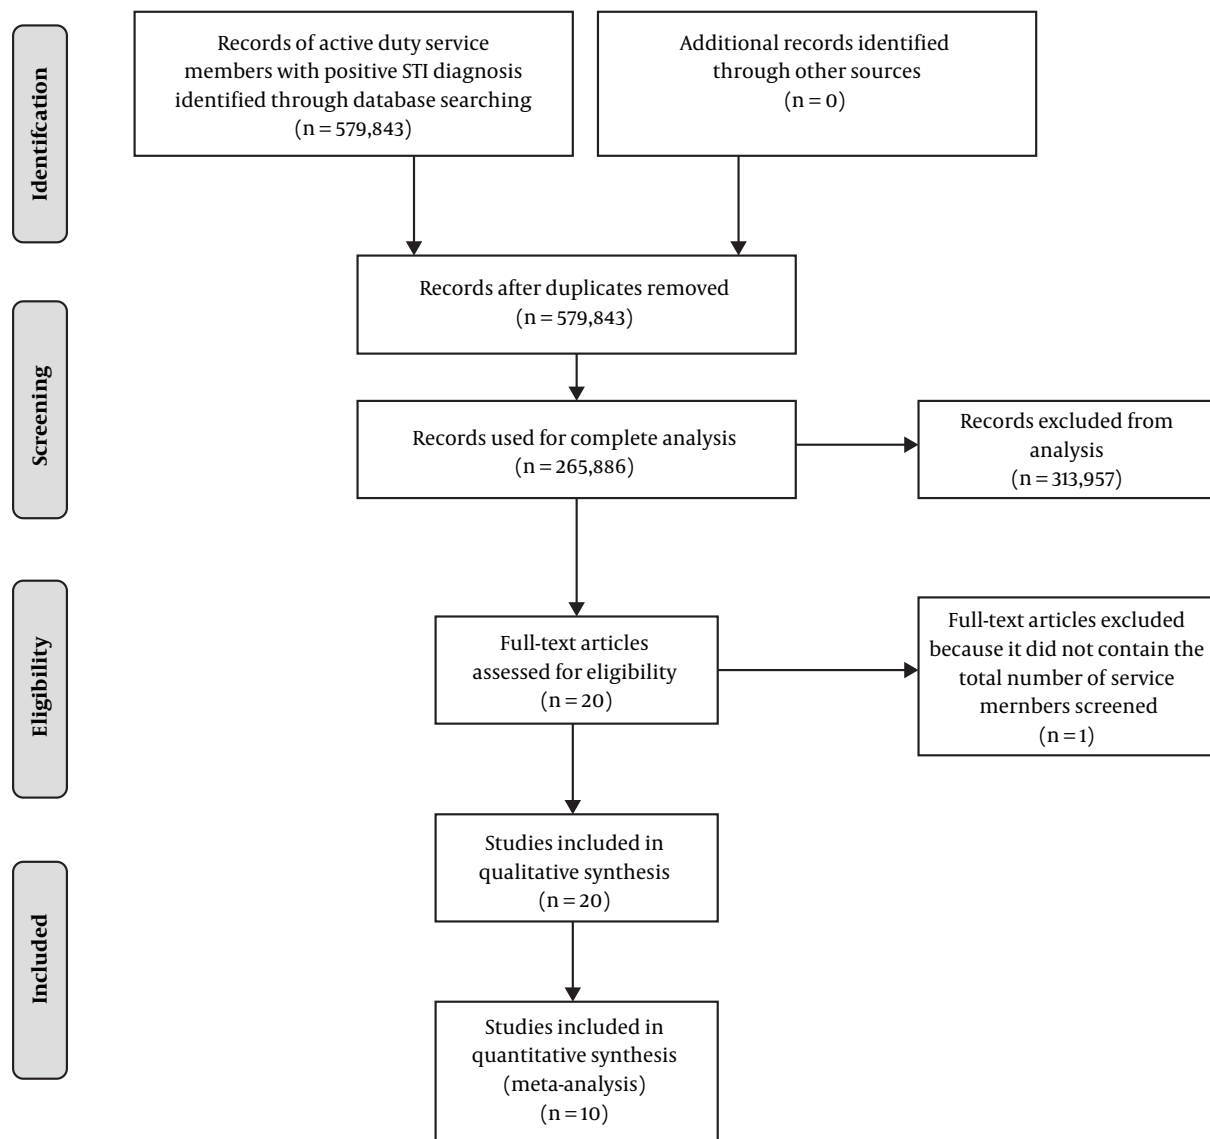 Identifcation
Records of active duty service
members with positive STI diagnosis
identified through database searching
(n = 579,843)
Additional records identified
through other sources
(n = 0)
Records after duplicates removed
(n = 579,843)
Screening
Records used for complete analysis
(n = 265,886)
Records excluded from
analysis
(n = 313,957)
Eligibility
Full-text articles
assessed for eligibility
(n = 20)
Full-text articles excluded
because it did not contain the
total number of service
mernbers screened
(n = 1)
Included
Studies included in
qualitative synthesis
(n = 20)
Studies included in
quantitative synthesis
(meta-analysis)
(n = 10)